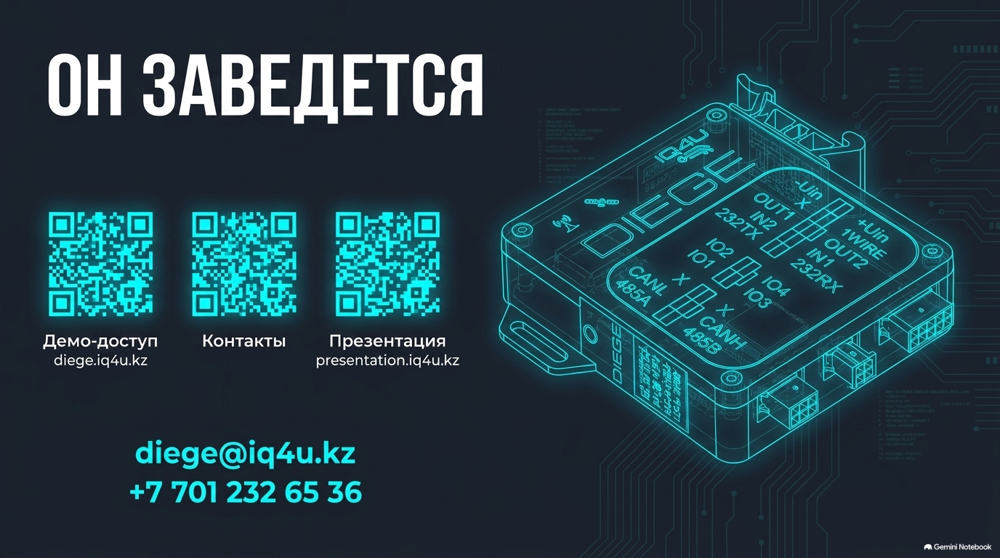 ОН ЗАВЕДЕТСЯ
Демо-доступ
diege.iq4u.kz
Контакты
Презентация
presentation.iq4u.kz
diege@iq4u.kz
+7 701 232 65 36
IQ4U
DIEGE
-Uin
X
OUT1
IN2
232TX
+Uin
1WIRE
OUT2
IN1
232RX
IO2
IO1
IO4
IO3
X
CANL
485A
X
CANH
485B
DIEGE
Gemini Notebook